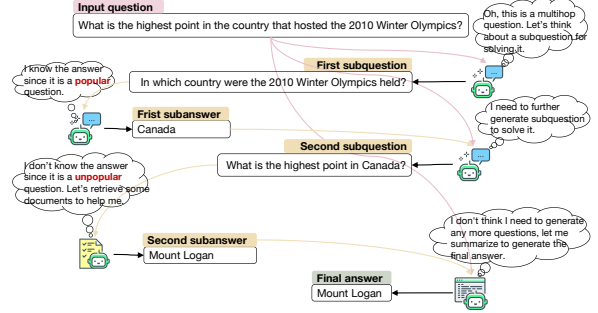 Input question
What is the highest point in the country that hosted the 2010 Winter Olympics?
Oh, this is a multihop
question. Let's think
about a subquestion for
solving it.
First subquestion
In which country were the 2010 Winter Olympics held?
I know the answer
since it is a popular
question.
Frist subanswer
Canada
I need to further
generate subquestion
to solve it.
Second subquestion
What is the highest point in Canada?
I don't know the answer
since it is a unpopular
question. Let's retrieve some
documents to help me.
Second subanswer
Mount Logan
I don't think I need to generate
any more questions, let me
summarize to generate the
final answer.
Final answer
Mount Logan